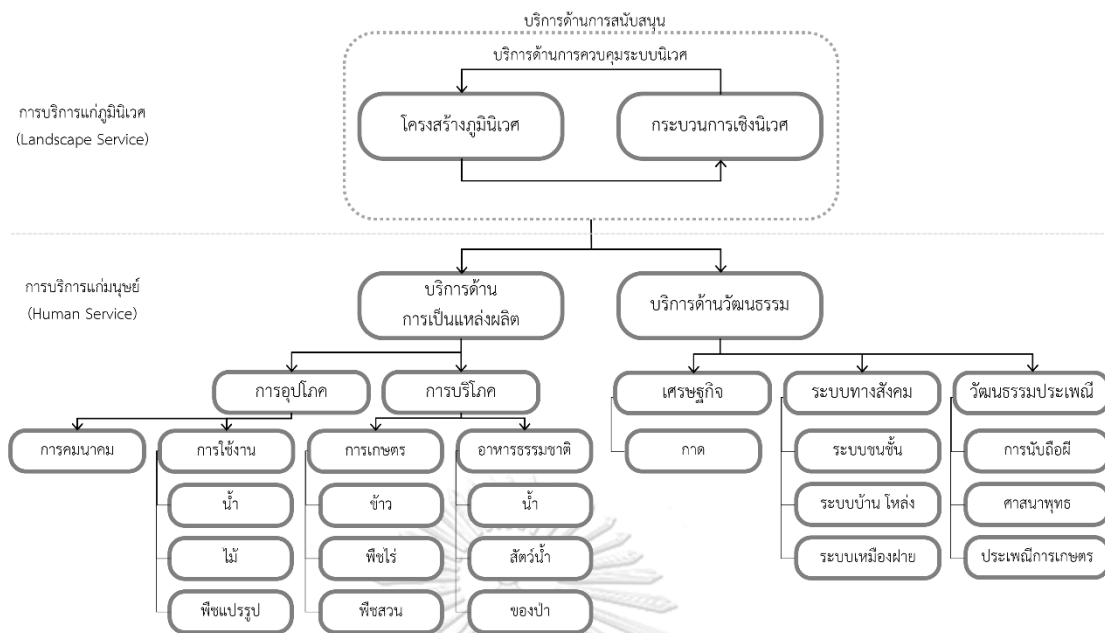 บริการด้านการสนับสนุน
บริการด้านการควบคุมระบบนิเวศ
การบริการแก่ภูมินิเวศ
(Landscape Service)
โครงสร้างภูมินิเวศ
กระบวนการเชิงนิเวศ
การบริการแก่มนุษย์
(Human Service)
บริการด้าน
การเป็นแหล่งผลิต
บริการด้านวัฒนธรรม
การอุปโภค
การบริโภค
เศรษฐกิจ
ระบบทางสังคม
วัฒนธรรมประเพณี
การคมนาคม
การใช้งาน
การเกษตร
อาหารธรรมชาติ
กาด
ระบบชนชั้น
การนับถือผี
น้ำ
ข้าว
น้ำ
ระบบบ้าน โหล่ง
ศาสนาพุทธ
ไม้
พืชไร่
สัตว์น้ำ
ระบบเหมืองฝาย
ประเพณีการเกษตร
พืชแปรรูป
พืชสวน
ของป่า